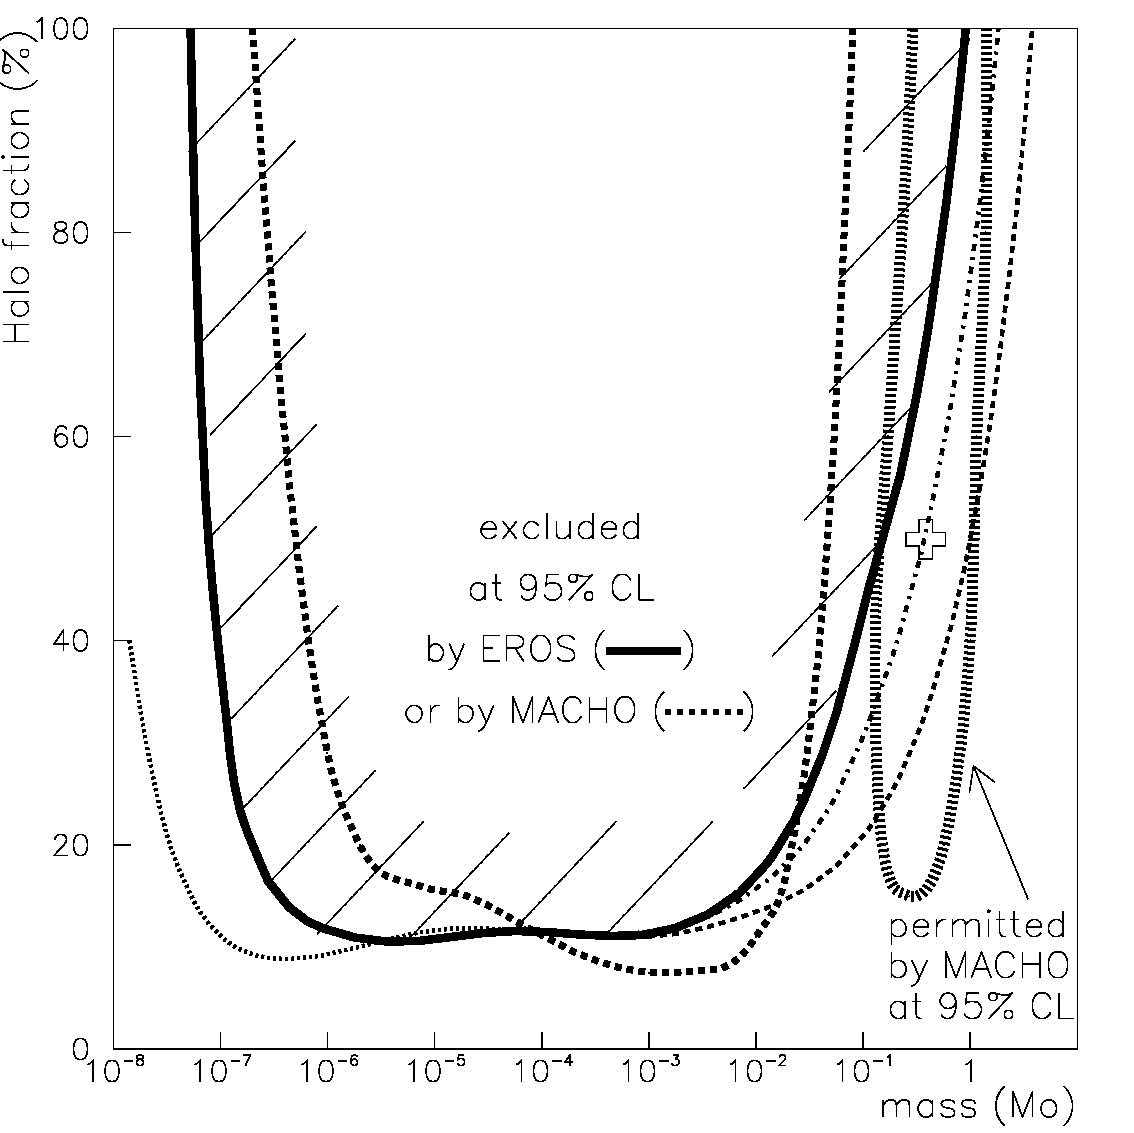 Halo fraction (%)
100
80
60
40
20
0
excluded
at 95% CL
by EROS ( )
or by MACHO ( )
permitted
by MACHO
at 95% CL
10⁻⁸ 10⁻⁷ 10⁻⁶ 10⁻⁵ 10⁻⁴ 10⁻³ 10⁻² 10⁻¹ 1
mass (Mo)